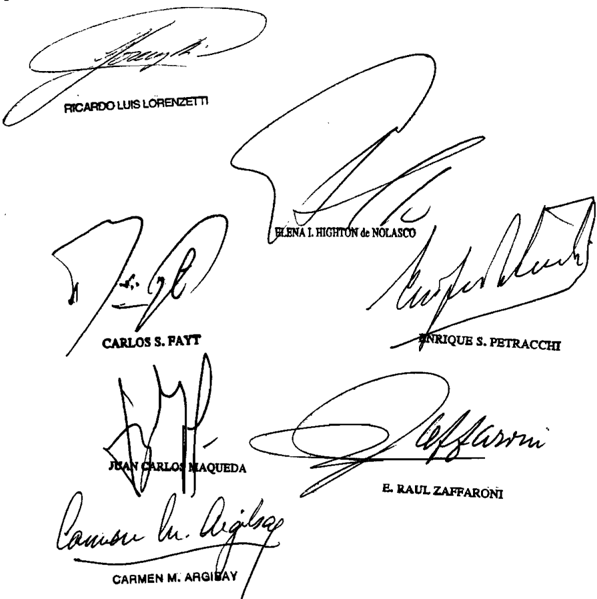 RICARDO LUIS LORENZETTI
ELENA I. HIGHTON de NOLASCO
CARLOS S. FAYT
ENRIQUE S. PETRACCHI
JUAN CARLOS MAQUEDA
Zaffaroni
E. RAUL ZAFFARONI
Carmen M. Argibay
CARMEN M. ARGIBAY